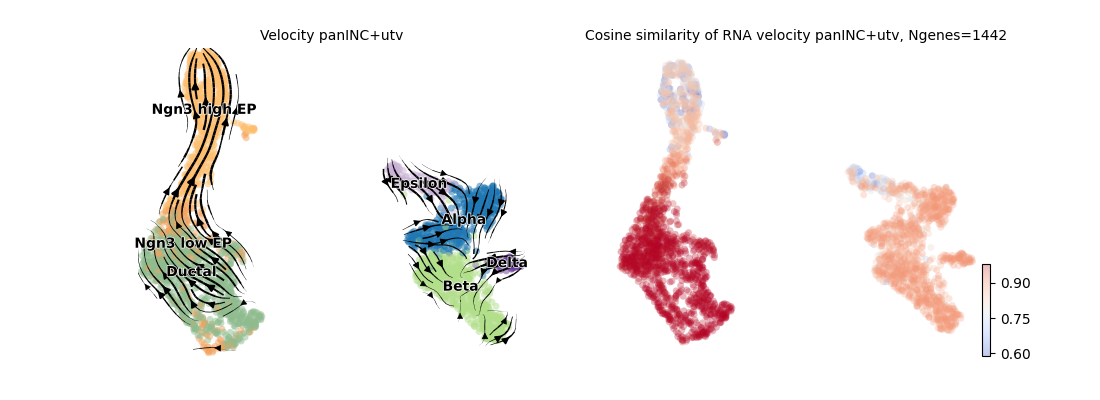 Velocity panINC+utv
Ngn3 high EP
Epsilon
Alpha
Ngn3 low EP
Delta
Ductal
Beta
Cosine similarity of RNA velocity panINC+utv, Ngenes=1442
0.90
0.75
0.60